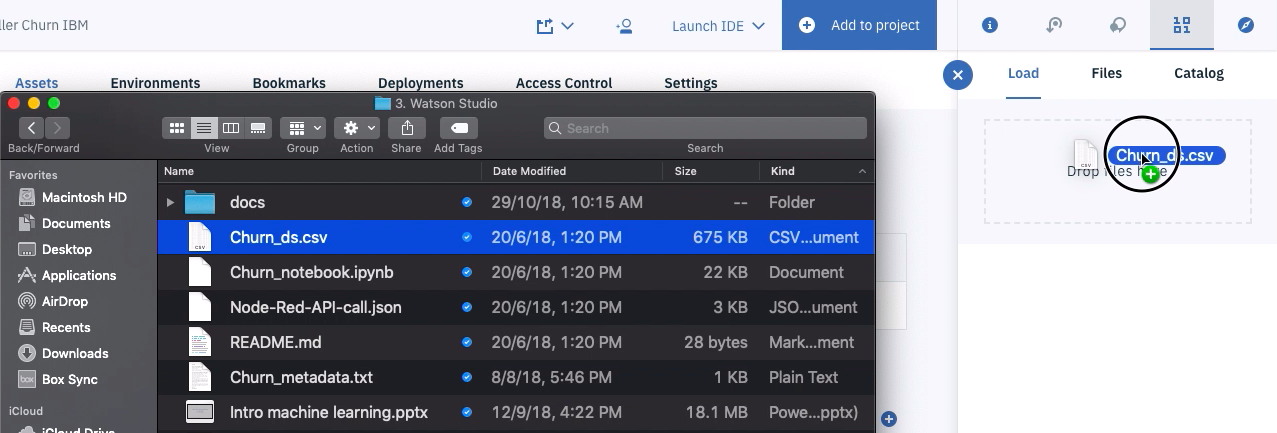 ller Churn IBM
Launch IDE
Add to project
Assets Environments Bookmarks Deployments Access Control Settings
Load Files Catalog
3. Watson Studio
Search
Back/Forward View Group Action Share Add Tags Search
Churn_ds.csv
Drop files here
CSV
Favorites
Macintosh HD
Documents
Desktop
Applications
AirDrop
Recents
Downloads
box Box Sync
iCloud
iCloud Drive
Name Date Modified Size Kind
docs 29/10/18, 10:15 AM -- Folder
CSV Churn_ds.csv 20/6/18, 1:20 PM 675 KB CSV...ument
Churn_notebook.ipynb 20/6/18, 1:20 PM 22 KB Document
Node-Red-API-call.json 20/6/18, 1:20 PM 3 KB JSO...ument
README.md 20/6/18, 1:20 PM 28 bytes Mark...ment
Churn_metadata.txt 8/8/18, 5:46 PM 1 KB Plain Text
Intro machine learning.pptx 12/9/18, 4:22 PM 18.1 MB Powe...pptx)